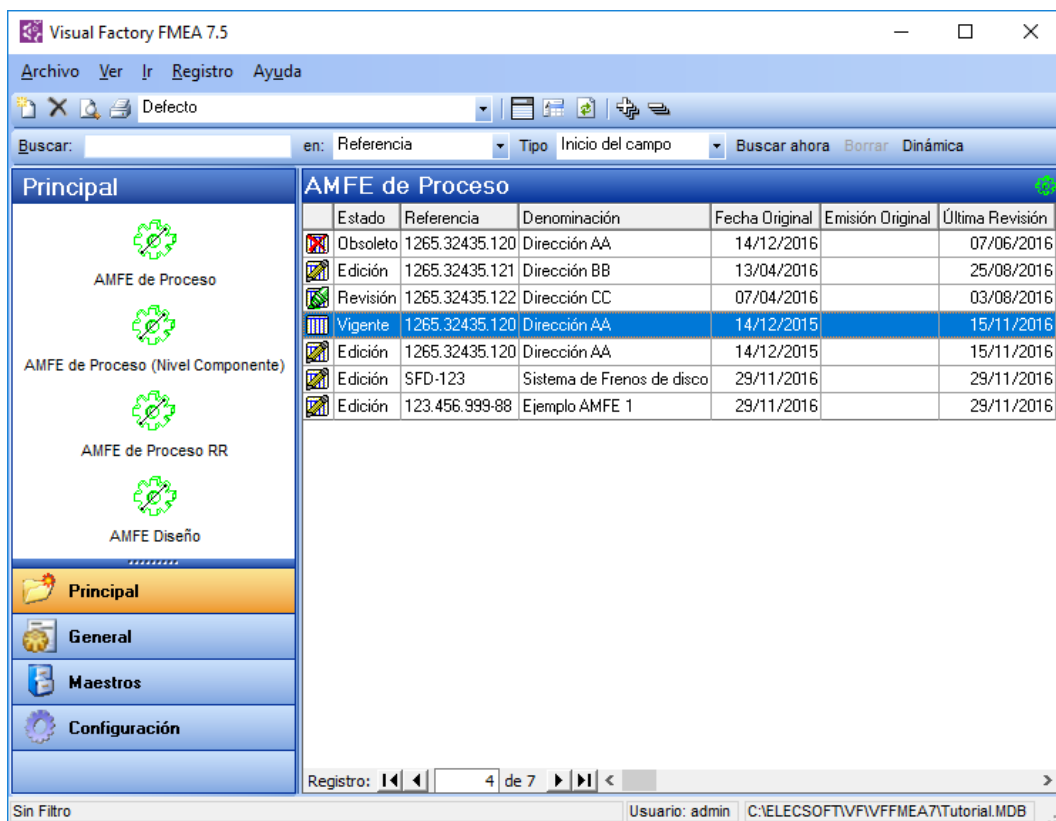 Visual Factory FMEA 7.5
Archivo Ver Ir Registro Ayuda
Defecto
Buscar: en: Referencia Tipo Inicio del campo Buscar ahora Borrar Dinámica
Principal
AMFE de Proceso
AMFE de Proceso (Nivel Componente)
AMFE de Proceso RR
AMFE Diseño
Principal
General
Maestros
Configuración
AMFE de Proceso
Estado Referencia Denominación Fecha Original Emisión Original Última Revisión
Obsoleto 1265.32435.120 Dirección AA 14/12/2016 07/06/2016
Edición 1265.32435.121 Dirección BB 13/04/2016 25/08/2016
Revisión 1265.32435.122 Dirección CC 07/04/2016 03/08/2016
Vigente 1265.32435.120 Dirección AA 14/12/2015 15/11/2016
Edición 1265.32435.120 Dirección AA 14/12/2015 15/11/2016
Edición SFD-123 Sistema de Frenos de disco 29/11/2016 29/11/2016
Edición 123.456.999-88 Ejemplo AMFE 1 29/11/2016 29/11/2016
Registro: 4 de 7
Sin Filtro Usuario: admin C:\ELECSOFT\VF\VFFMEA7\Tutorial.MDB